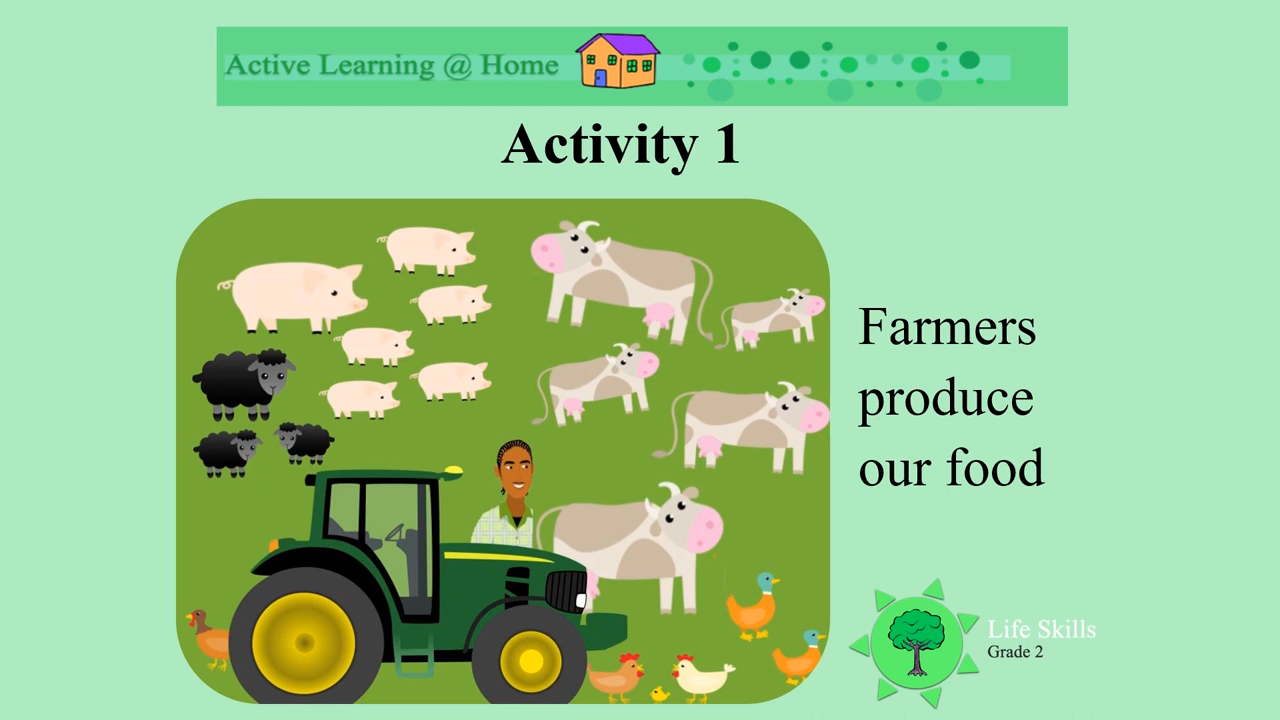 Active Learning @ Home
Activity 1
Farmers
produce
our food
Life Skills
Grade 2